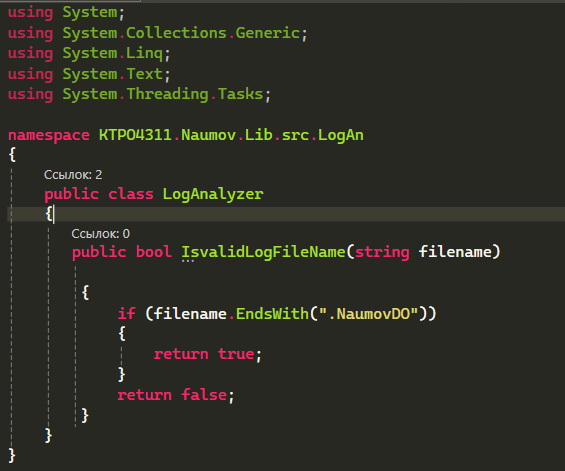 using System;
using System.Collections.Generic;
using System.Linq;
using System.Text;
using System.Threading.Tasks;
namespace KTPO4311.Naumov.Lib.src.LogAn
{
Ссылок: 2
public class LogAnalyzer
{
Ссылок: 0
public bool IsvalidLogFileName(string filename)
{
if (filename.EndsWith(".NaumovDO"))
{
return true;
}
return false;
}
}
}